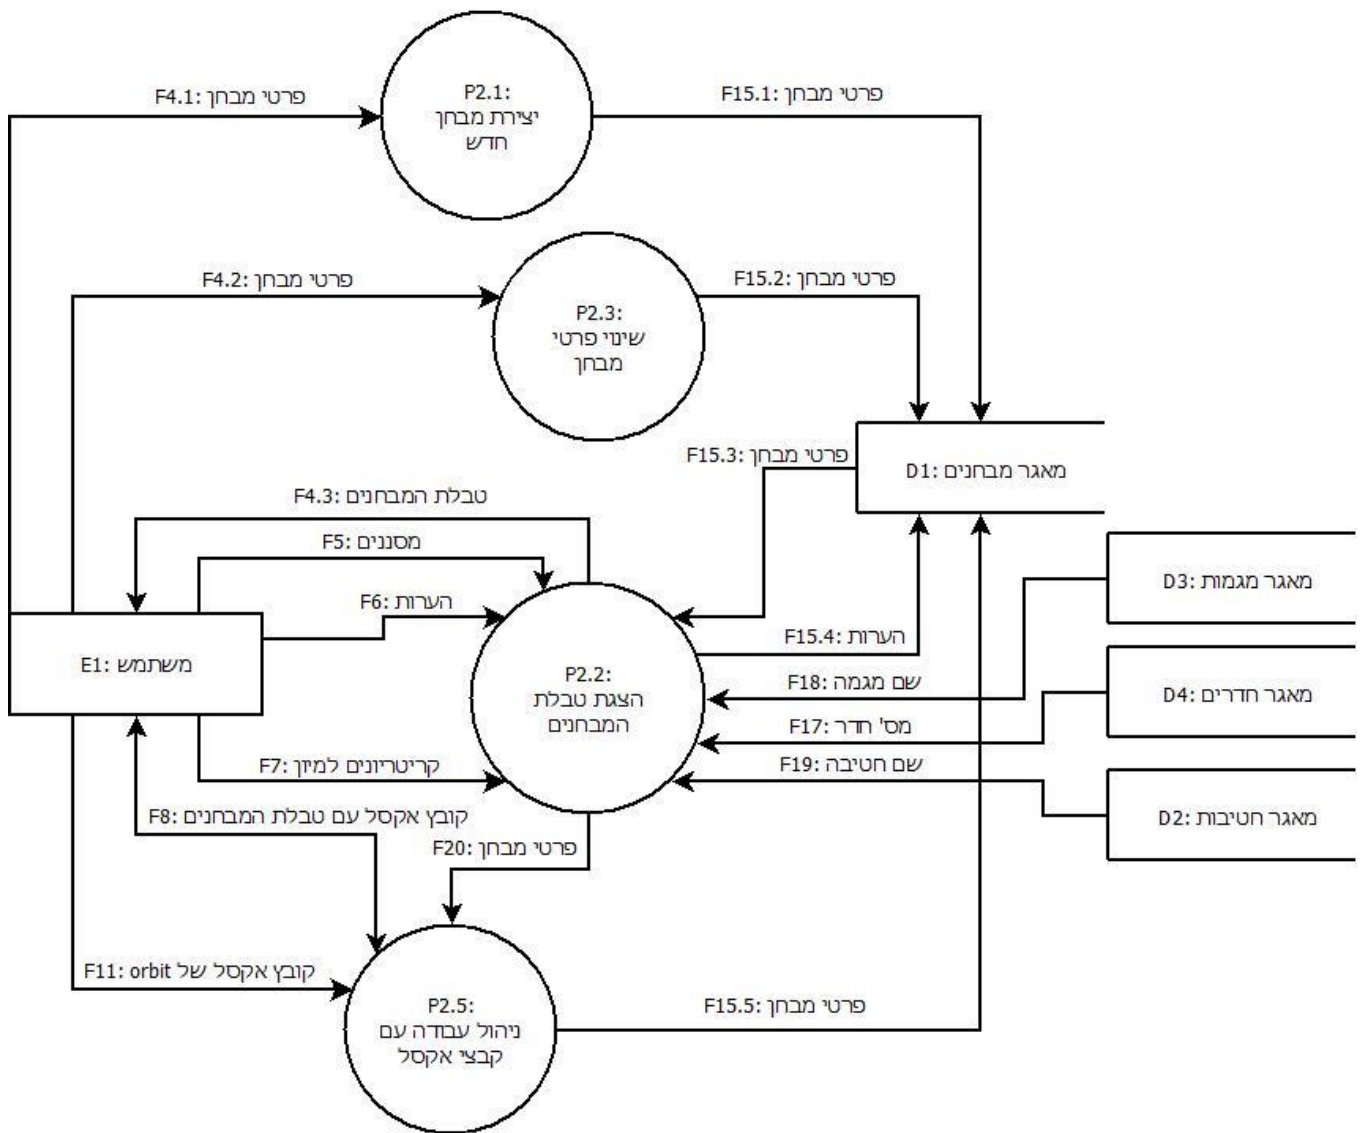 P2.1:
יצירת מבחן
חדש
F4.1: פרטי מבחן
F15.1: פרטי מבחן
P2.3:
שינוי פרטי
מבחן
F4.2: פרטי מבחן
F15.2: פרטי מבחן
F15.3: פרטי מבחן
D1: מאגר מבחנים
F4.3: טבלת המבחנים
F5: מסננים
F6: הערות
D3: מאגר מגמות
F15.4: הערות
E1: משתמש
P2.2:
הצגת טבלת
המבחנים
F18: שם מגמה
D4: מאגר חדרים
F17: מס' חדר
F7: קריטריונים למיון
F19: שם חטיבה
D2: מאגר חטיבות
F8: קובץ אקסל עם טבלת המבחנים
F20: פרטי מבחן
F11: orbit קובץ אקסל של
P2.5:
ניהול עבודה עם
קבצי אקסל
F15.5: פרטי מבחן